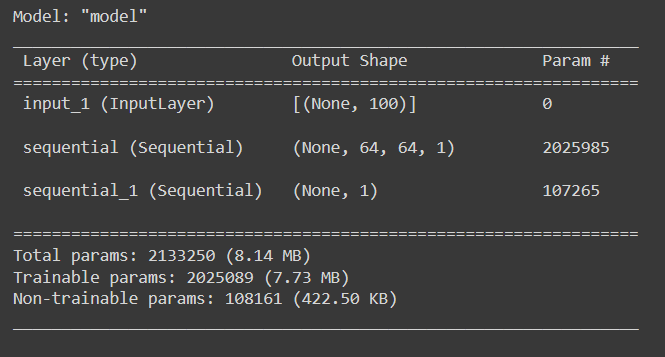 Model: "model"
Layer (type) Output Shape Param #
input_1 (InputLayer) [(None, 100)] 0
sequential (Sequential) (None, 64, 64, 1) 2025985
sequential_1 (Sequential) (None, 1) 107265
Total params: 2133250 (8.14 MB)
Trainable params: 2025089 (7.73 MB)
Non-trainable params: 108161 (422.50 KB)